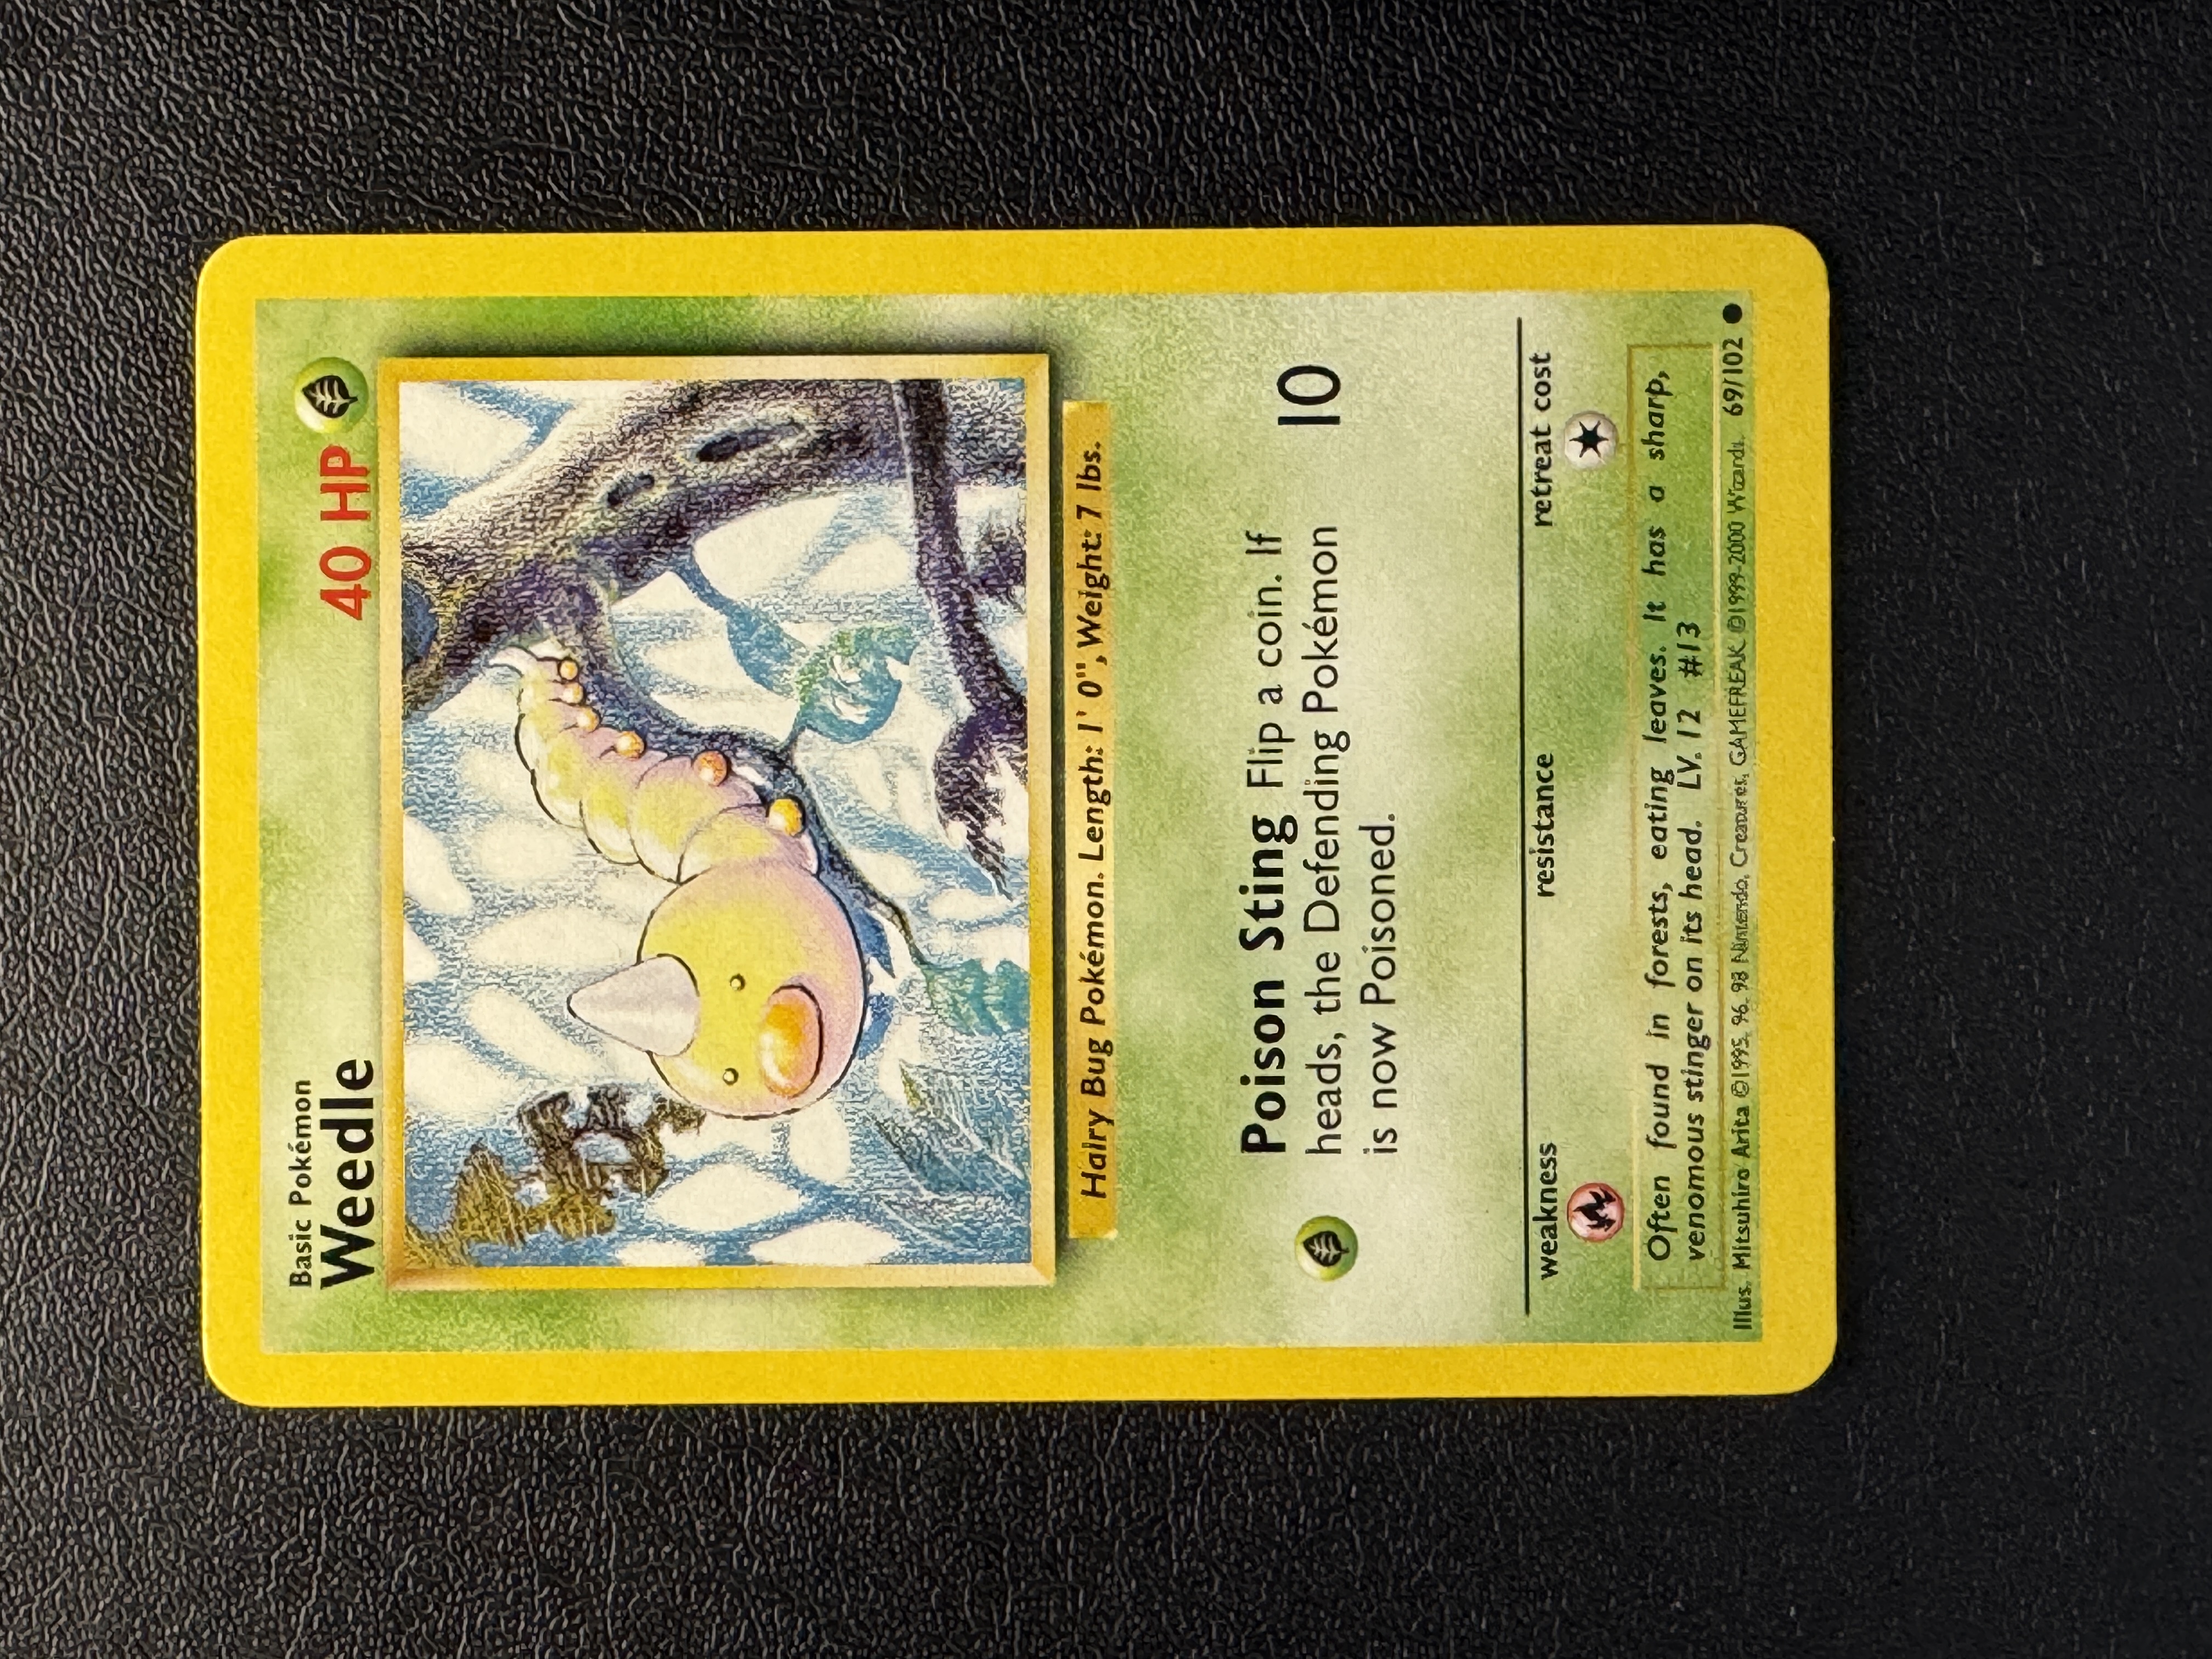 Basic Pokémon
Weedle 40 HP
Hairy Bug Pokémon. Length: 1' 0", Weight: 7 lbs.
Poison Sting Flip a coin. If
heads, the Defending Pokémon
is now Poisoned.
10
weakness resistance retreat cost
Often found in forests, eating leaves. It has a sharp,
venomous stinger on its head. LV. 12 #13
Illus. Mitsuhiro Arita ©1995, 96, 98 Nintendo, Creatures, GAMEFREAK. ©1999-2000 Wizards. 69/102